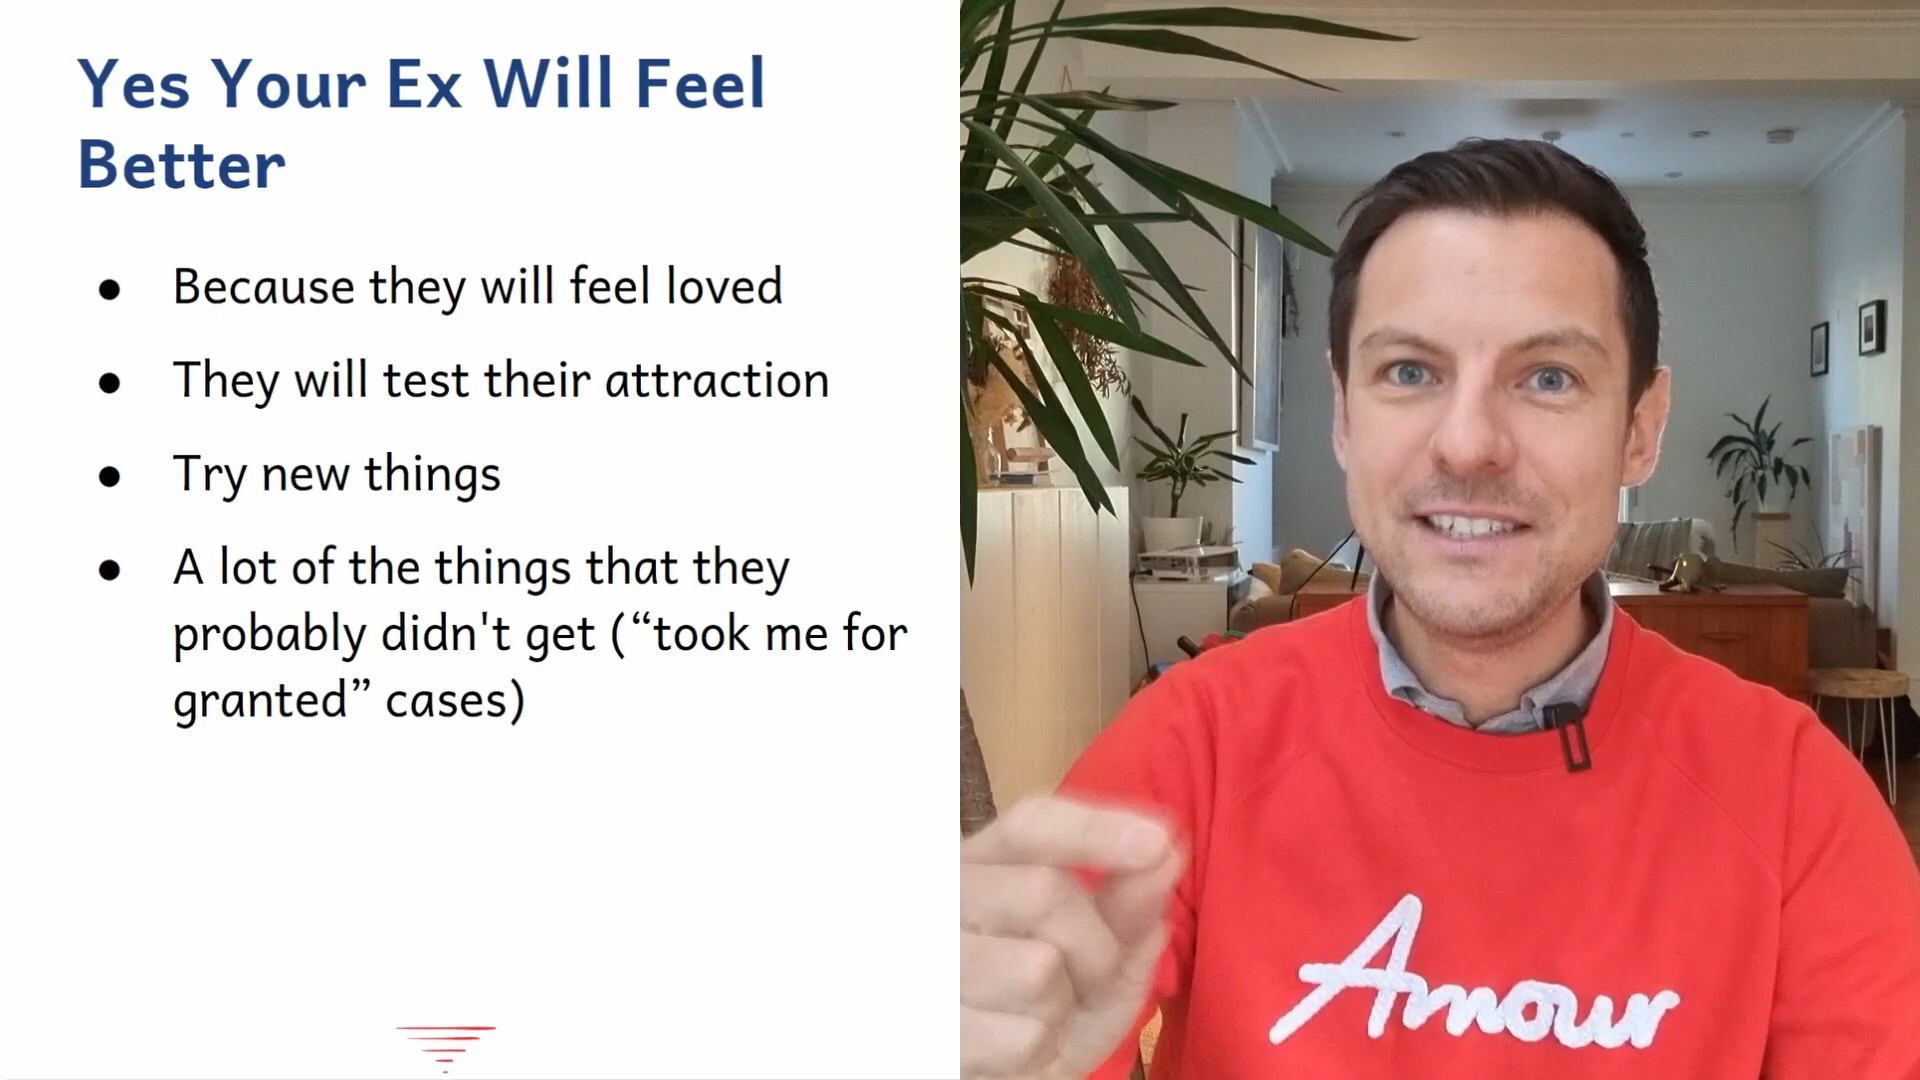 Yes Your Ex Will Feel
Better
● Because they will feel loved
● They will test their attraction
● Try new things
● A lot of the things that they
probably didn't get (“took me for
granted” cases)
Amour